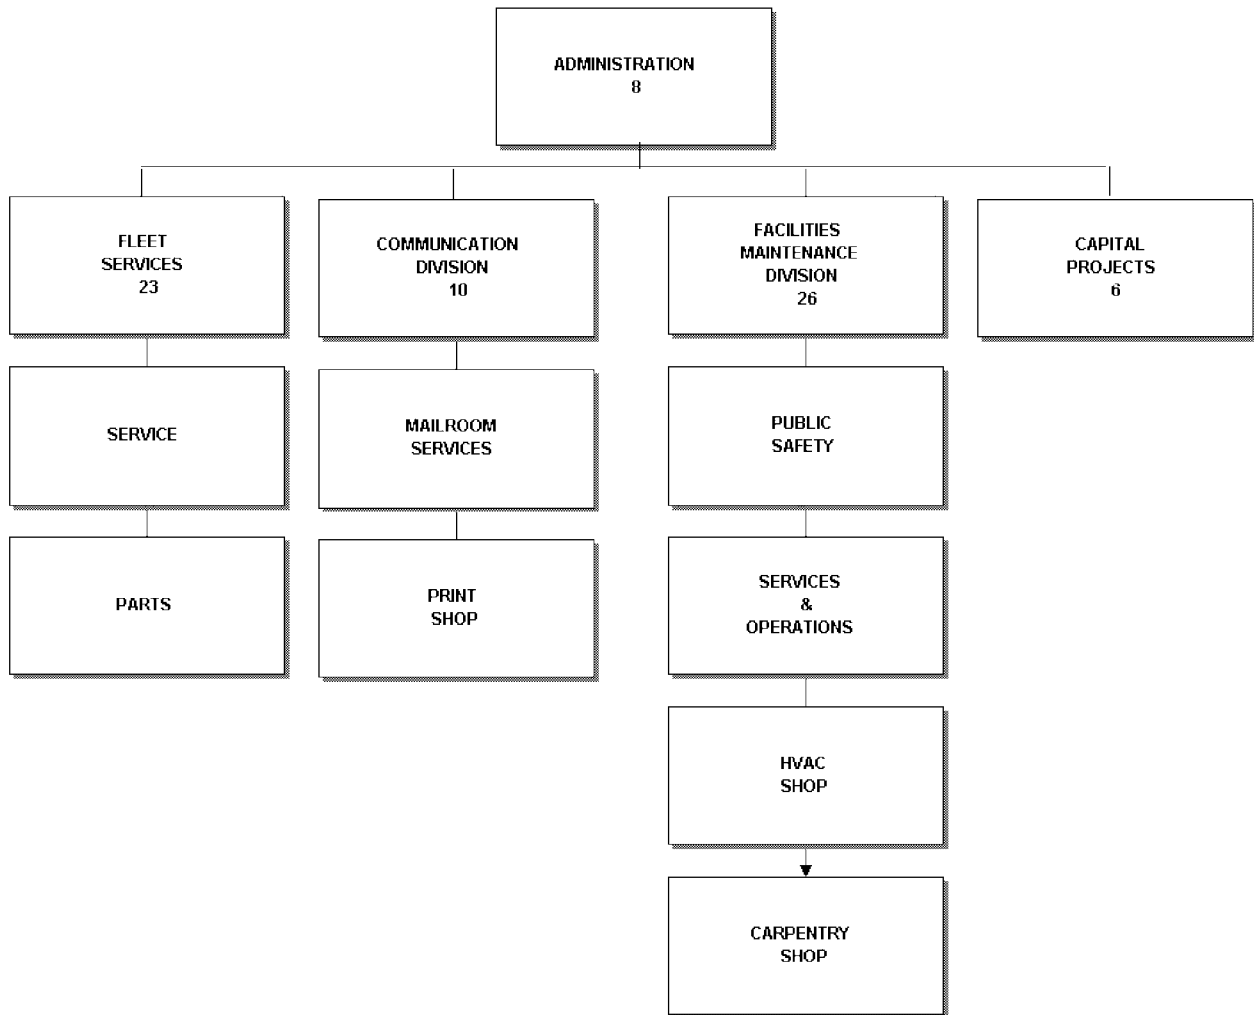 ADMINISTRATION
8
FLEET
SERVICES
23
COMMUNICATION
DIVISION
10
FACILITIES
MAINTENANCE
DIVISION
26
CAPITAL
PROJECTS
6
SERVICE
MAILROOM
SERVICES
PUBLIC
SAFETY
PARTS
PRINT
SHOP
SERVICES
&
OPERATIONS
HVAC
SHOP
CARPENTRY
SHOP